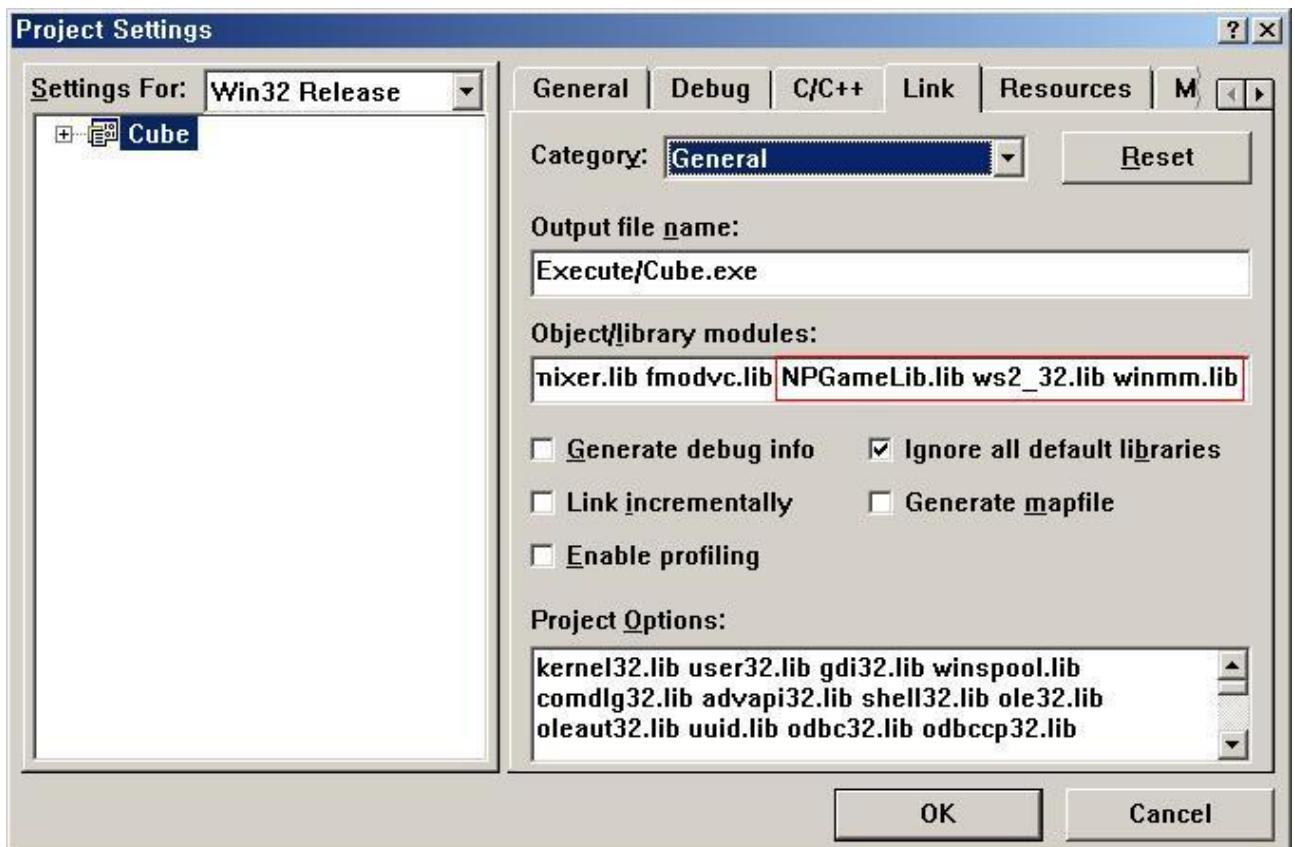 Project Settings
Settings For: Win32 Release
Cube
General Debug C/C++ Link Resources M
Category: General Reset
Output file name:
Execute/Cube.exe
Object/library modules:
mixer.lib fmodvc.lib NPGameLib.lib ws2_32.lib winmm.lib
Generate debug info Ignore all default libraries
Link incrementally Generate mapfile
Enable profiling
Project Options:
kernel32.lib user32.lib gdi32.lib winspool.lib
comdlg32.lib advapi32.lib shell32.lib ole32.lib
oleaut32.lib uuid.lib odbc32.lib odbccp32.lib
OK Cancel